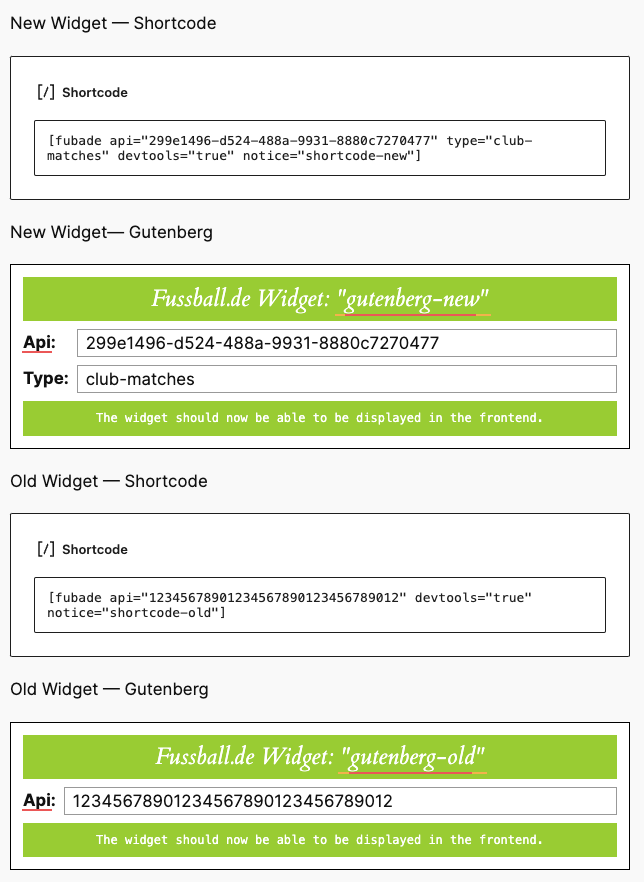 New Widget — Shortcode
[/] Shortcode
[fubade api="299e1496-d524-488a-9931-8880c7270477" type="club-
matches" devtools="true" notice="shortcode-new"]
New Widget— Gutenberg
Fussball.de Widget: "gutenberg-new"
Api: 299e1496-d524-488a-9931-8880c7270477
Type: club-matches
The widget should now be able to be displayed in the frontend.
Old Widget — Shortcode
[/] Shortcode
[fubade api="12345678901234567890123456789012" devtools="true"
notice="shortcode-old"]
Old Widget — Gutenberg
Fussball.de Widget: "gutenberg-old"
Api: 12345678901234567890123456789012
The widget should now be able to be displayed in the frontend.